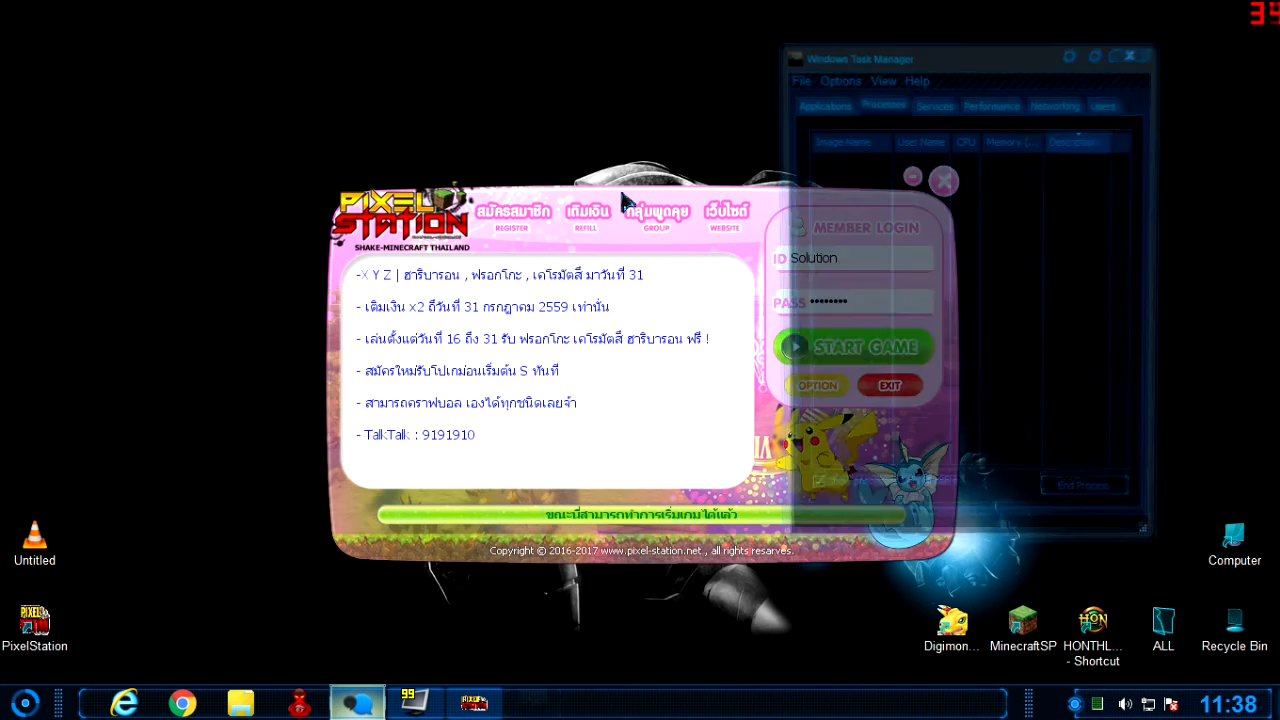 34
Windows Task Manager
File Options View Help
Applications Processes Services Performance Networking Users
Image Name User Name CPU Memory (... Description
PIXEL
STATION
SHAKE-MINECRAFT THAILAND
สมัครสมาชิก เติมเงิน กลุ่มพูดคุย เว็บไซต์
REGISTER REFILL GROUP WEBSITE
MEMBER LOGIN
ID Solution
PASS ••••••••
START GAME
OPTION EXIT
-X Y Z | ฮาริบารอน , ฟรอกโกะ , เดโรมัตสึ มาวันที่ 31
- เติมเงิน x2 ถึวันที่ 31 กรกฎาคม 2559 เท่านั่น
- เล่นตั้งแต่วันที่ 16 ถึง 31 รับ ฟรอกโกะ เดโรมัตสึ ฮาริบารอน ฟรี !
- สมัครใหม่รับโปเกม่อนเริ่มต้น S ทันที
- สามารถดราฟบอล เองได้ทุกชนิดเลยจ้า
- TalkTalk : 9191910
End Process
ขณะนี่สามารถทำการเริ่มเกมได้แล้ว
Copyright © 2016-2017 www.pixel-station.net , all rights resarves.
Untitled
Computer
PixelStation
Digimon...
MinecraftSP
HONTHL...
- Shortcut
ALL
Recycle Bin
99
11:38